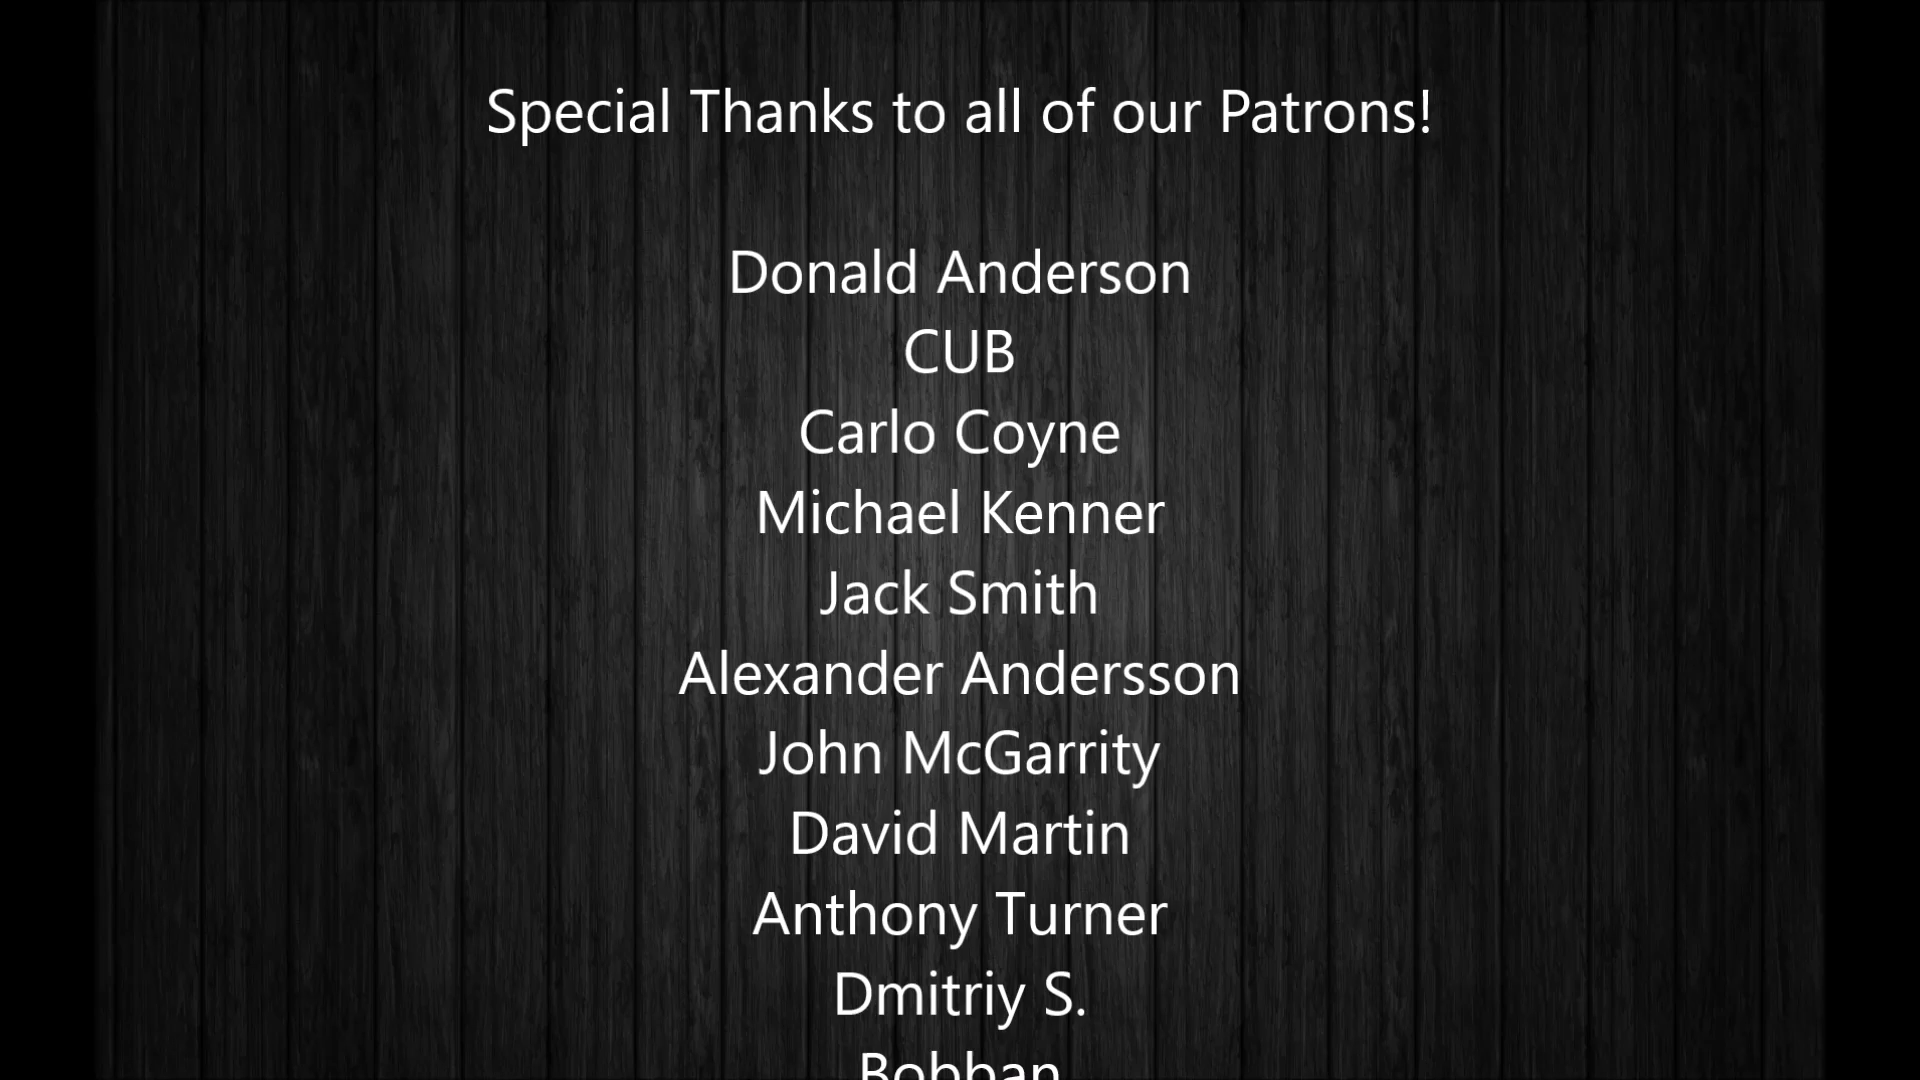 Special Thanks to all of our Patrons!
Donald Anderson
CUB
Carlo Coyne
Michael Kenner
Jack Smith
Alexander Andersson
John McGarrity
David Martin
Anthony Turner
Dmitriy S.
Bobban